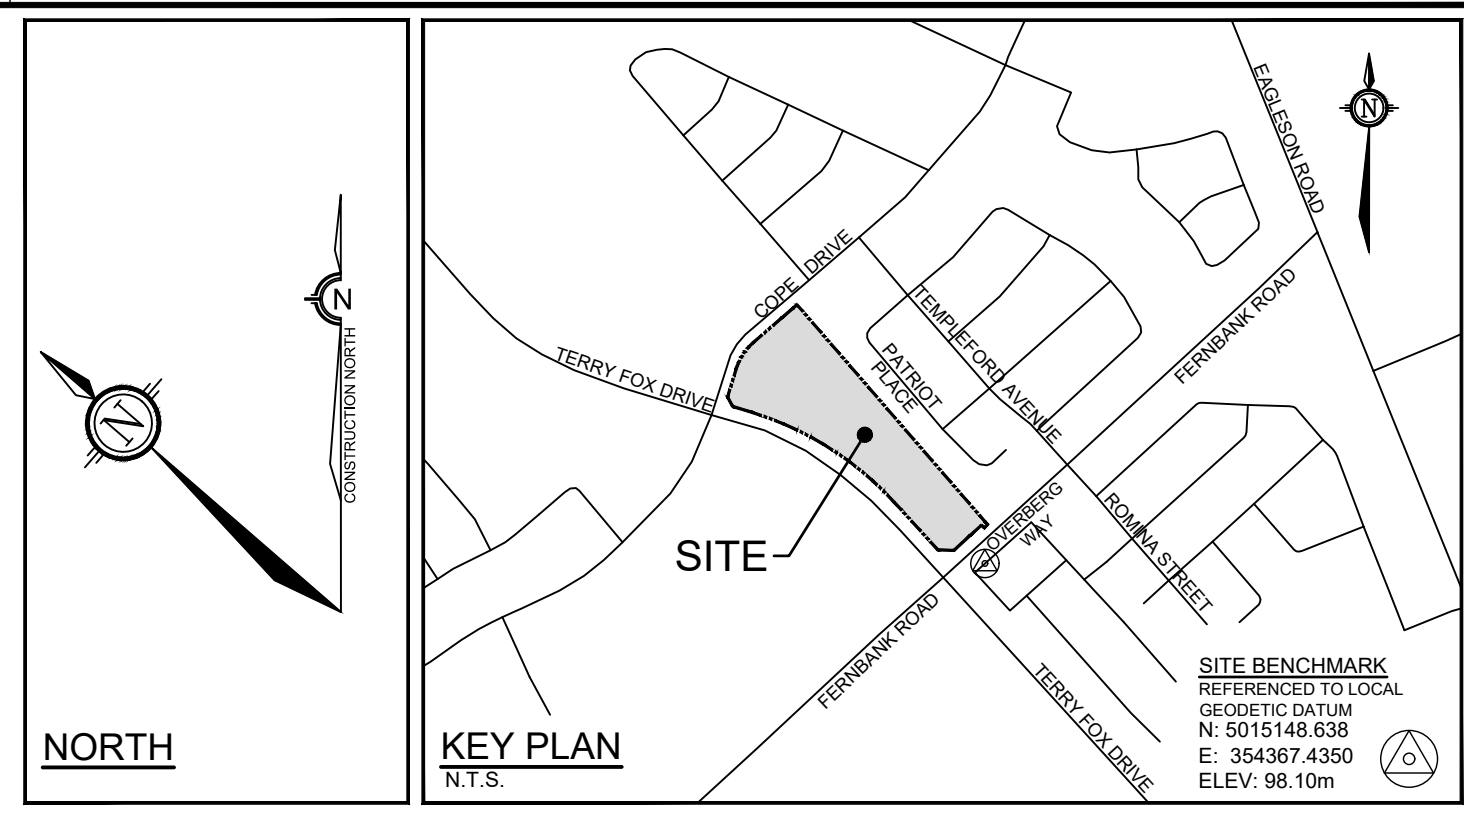 N
N
CONSTRUCTION NORTH
NORTH
EAGLESON ROAD
N
COPE DRIVE
TERRY FOX DRIVE
TEMPLEFORD AVENUE
PATRIOT
PLACE
FERNBANK ROAD
SITE
OVERBERG
WAY
ROMINA STREET
FERNBANK ROAD
TERRY FOX DRIVE
KEY PLAN
N.T.S.
SITE BENCHMARK
REFERENCED TO LOCAL
GEODETIC DATUM
N: 5015148.638
E: 354367.4350
ELEV: 98.10m